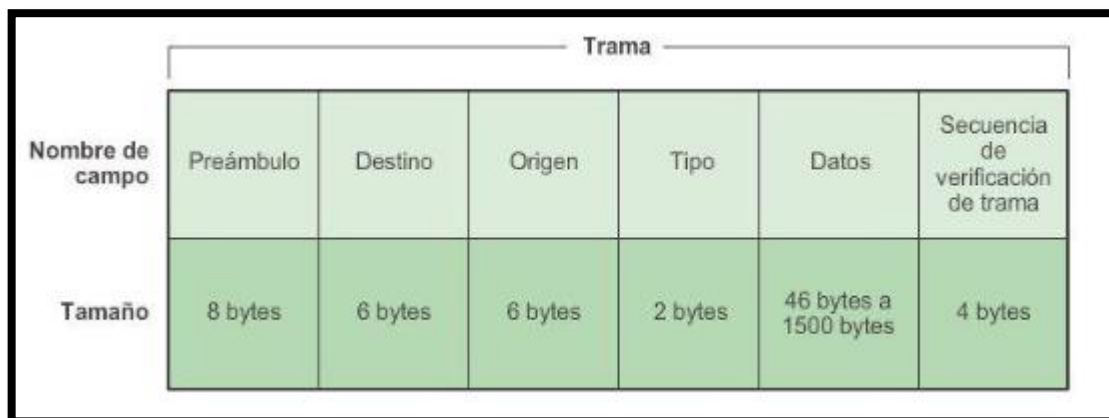 Trama
Nombre de
campo
Preámbulo
Destino
Origen
Tipo
Datos
Secuencia
de
verificación
de trama
Tamaño
8 bytes
6 bytes
6 bytes
2 bytes
46 bytes a
1500 bytes
4 bytes